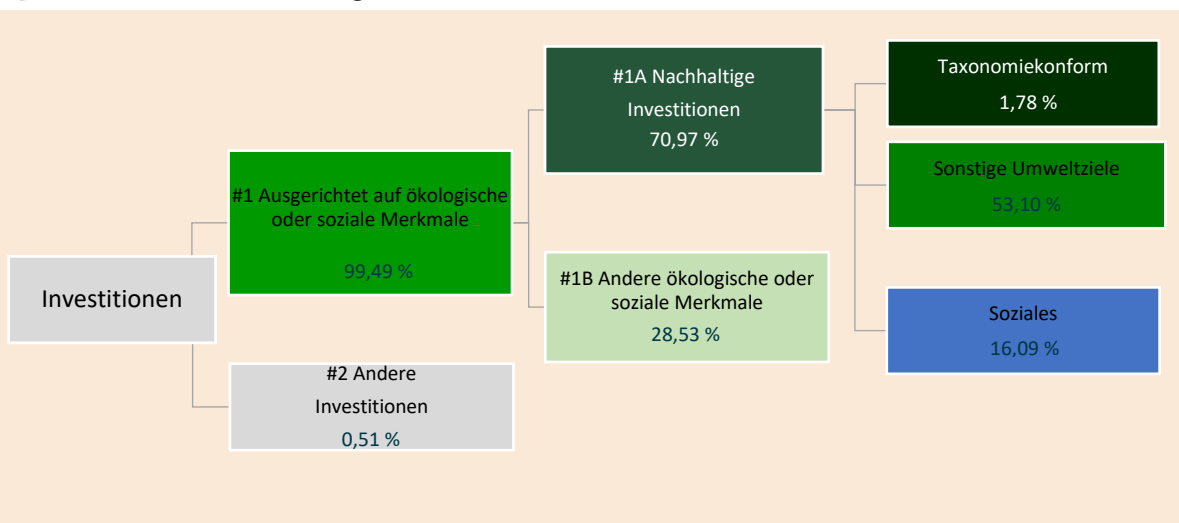 Investitionen
#1 Ausgerichtet auf ökologische
oder soziale Merkmale
99,49 %
#2 Andere
Investitionen
0,51 %
#1A Nachhaltige
Investitionen
70,97 %
#1B Andere ökologische oder
soziale Merkmale
28,53 %
Taxonomiekonform
1,78 %
Sonstige Umweltziele
53,10 %
Soziales
16,09 %